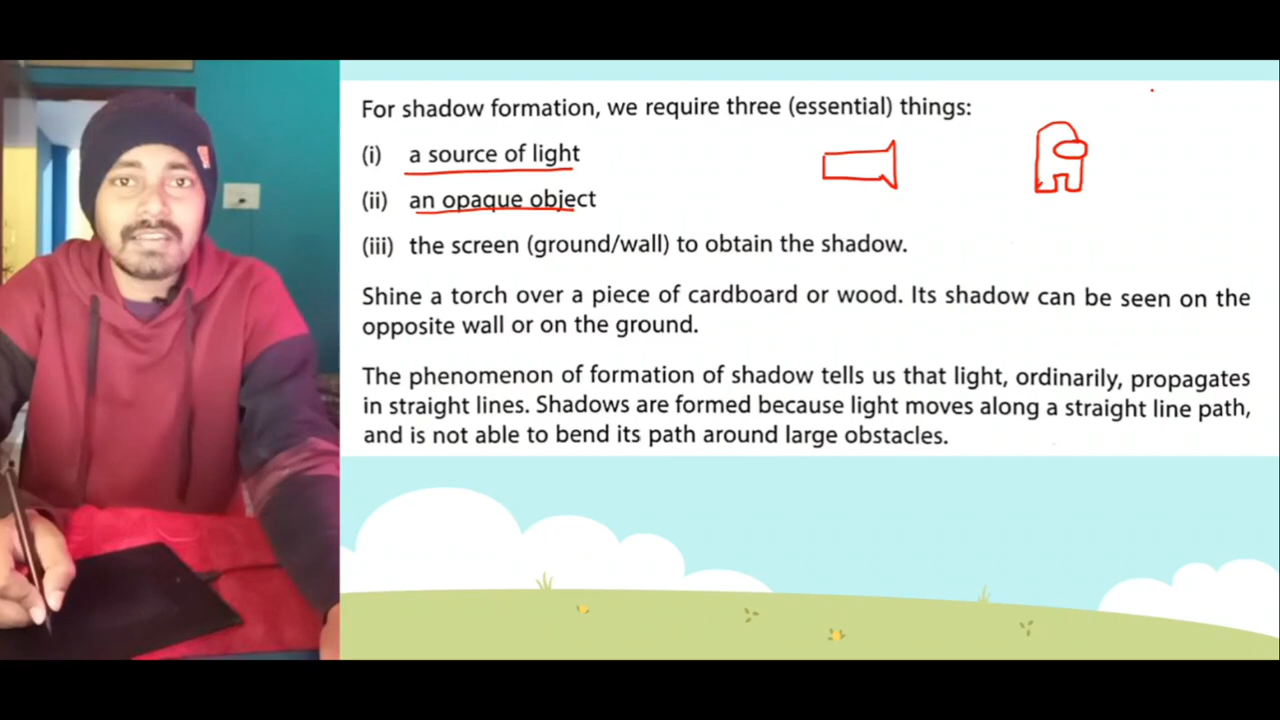 For shadow formation, we require three (essential) things:
(i) a source of light
(ii) an opaque object
(iii) the screen (ground/wall) to obtain the shadow.
Shine a torch over a piece of cardboard or wood. Its shadow can be seen on the
opposite wall or on the ground.
The phenomenon of formation of shadow tells us that light, ordinarily, propagates
in straight lines. Shadows are formed because light moves along a straight line path,
and is not able to bend its path around large obstacles.